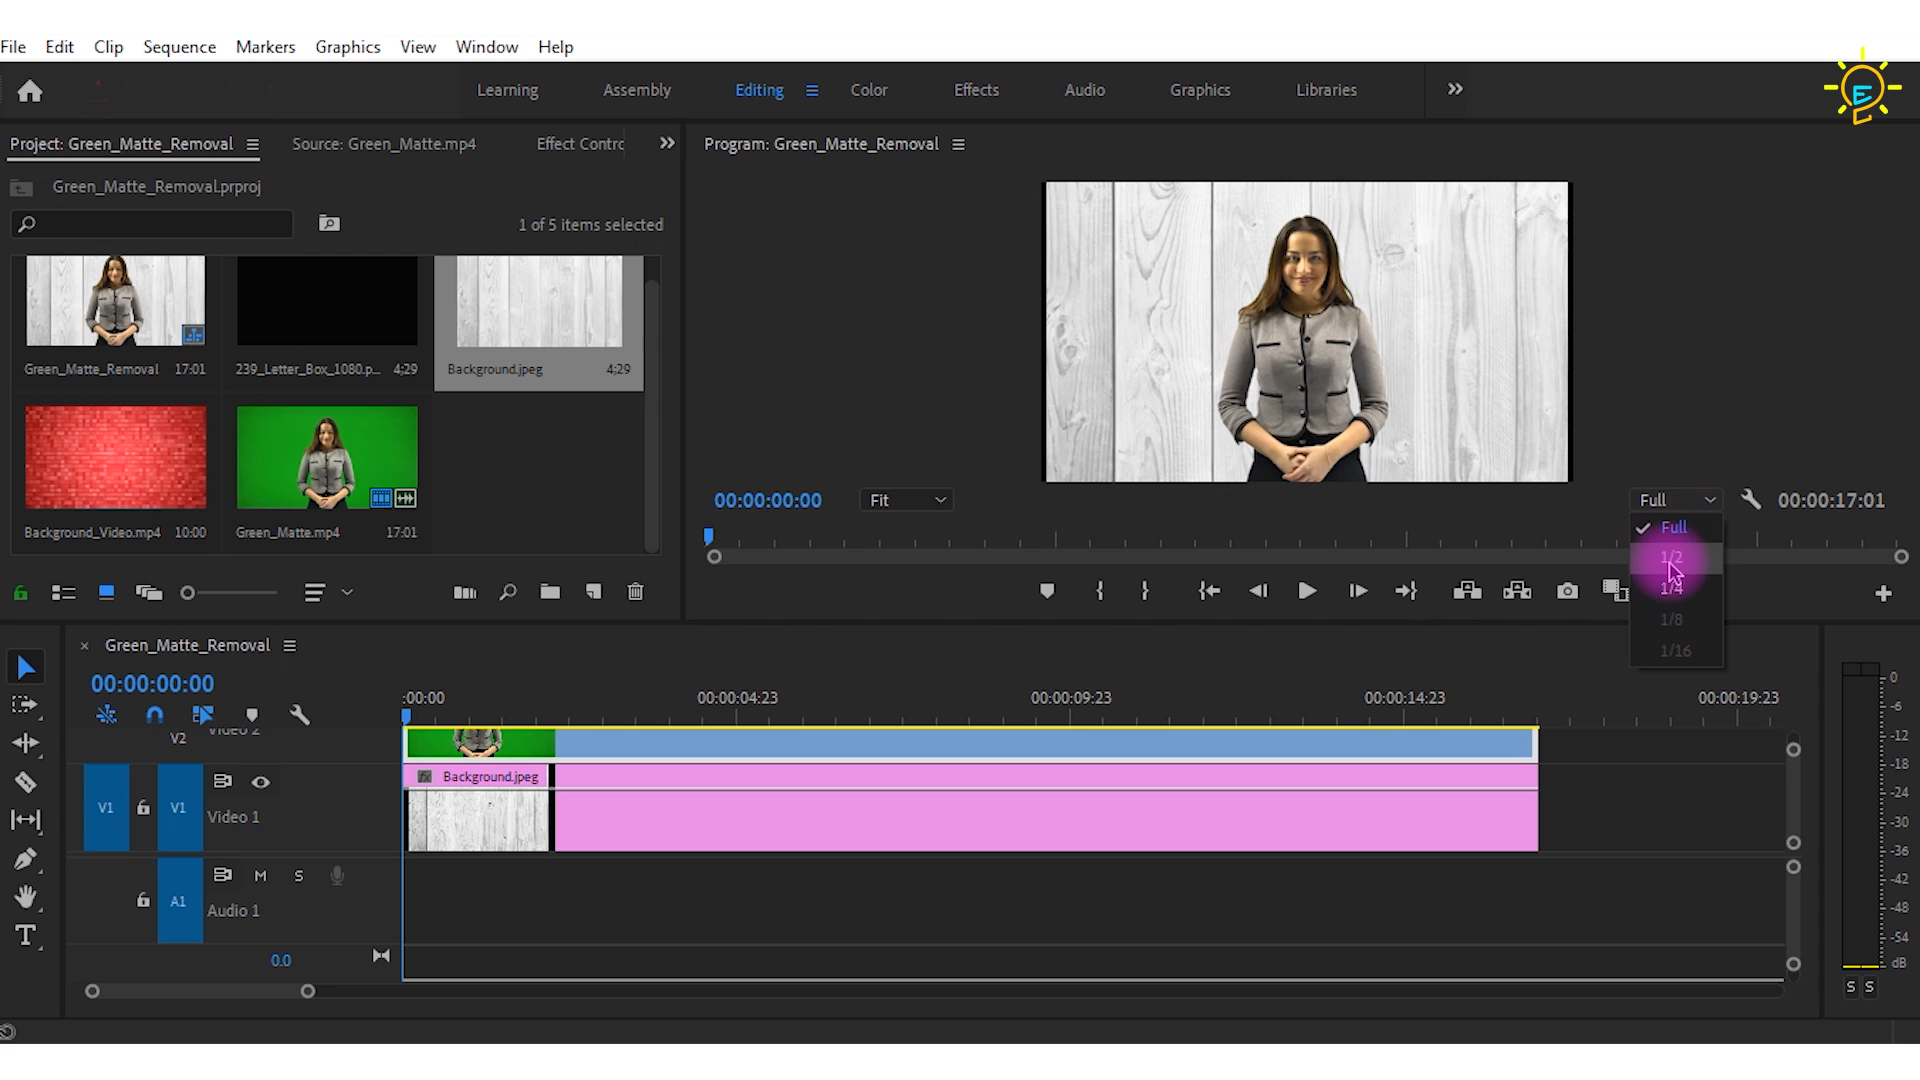 File Edit Clip Sequence Markers Graphics View Window Help
Learning Assembly Editing Color Effects Audio Graphics Libraries
E
Project: Green_Matte_Removal Source: Green_Matte.mp4 Effect Contrc
Program: Green_Matte_Removal
Green_Matte_Removal.prproj
1 of 5 items selected
Green_Matte_Removal 17:01
239_Letter_Box_1080.p... 4;29
Background.jpeg 4;29
Background_Video.mp4 10:00
Green_Matte.mp4 17:01
00:00:00:00 Fit Full 00:00:17:01
Full
1/2
1/4
1/8
1/16
Green_Matte_Removal
00:00:00:00
:00:00 00:00:04:23 00:00:09:23 00:00:14:23 00:00:19:23
V2 Video 2
fx Background.jpeg
V1 V1 Video 1
M S
A1 Audio 1
0.0
0
-6
-12
-18
-24
-30
-36
-42
-48
-54
dB
S S